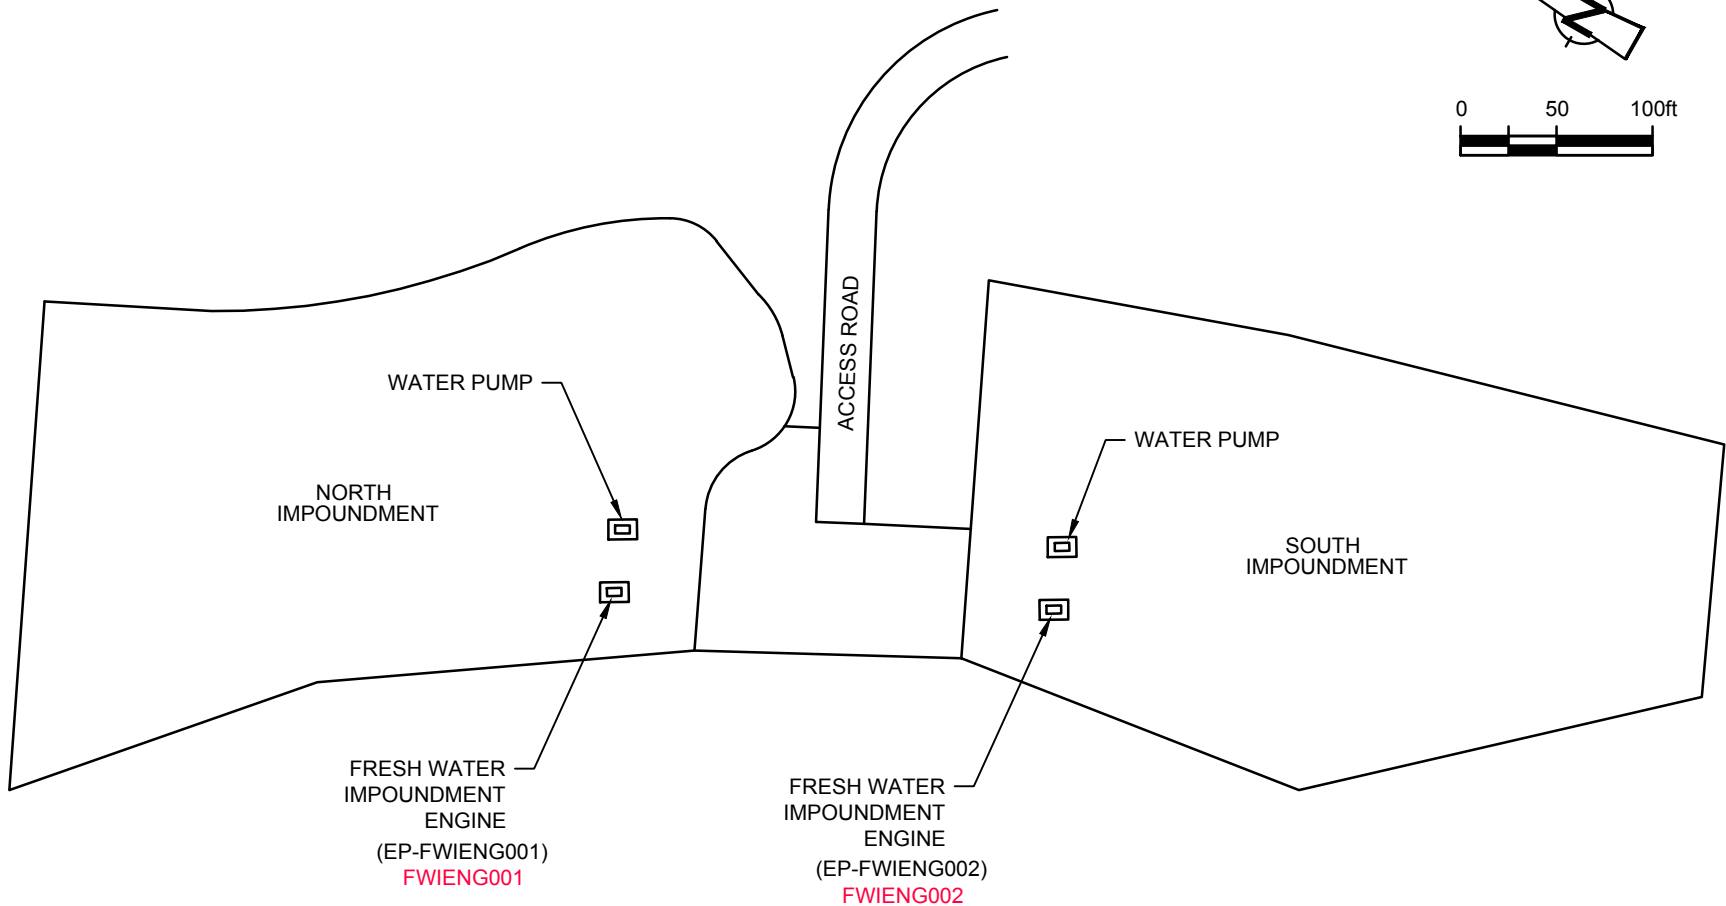 N
0 50 100ft
ACCESS ROAD
WATER PUMP
WATER PUMP
NORTH
IMPOUNDMENT
SOUTH
IMPOUNDMENT
FRESH WATER
IMPOUNDMENT
ENGINE
(EP-FWIENG001)
FWIENG001
FRESH WATER
IMPOUNDMENT
ENGINE
(EP-FWIENG002)
FWIENG002